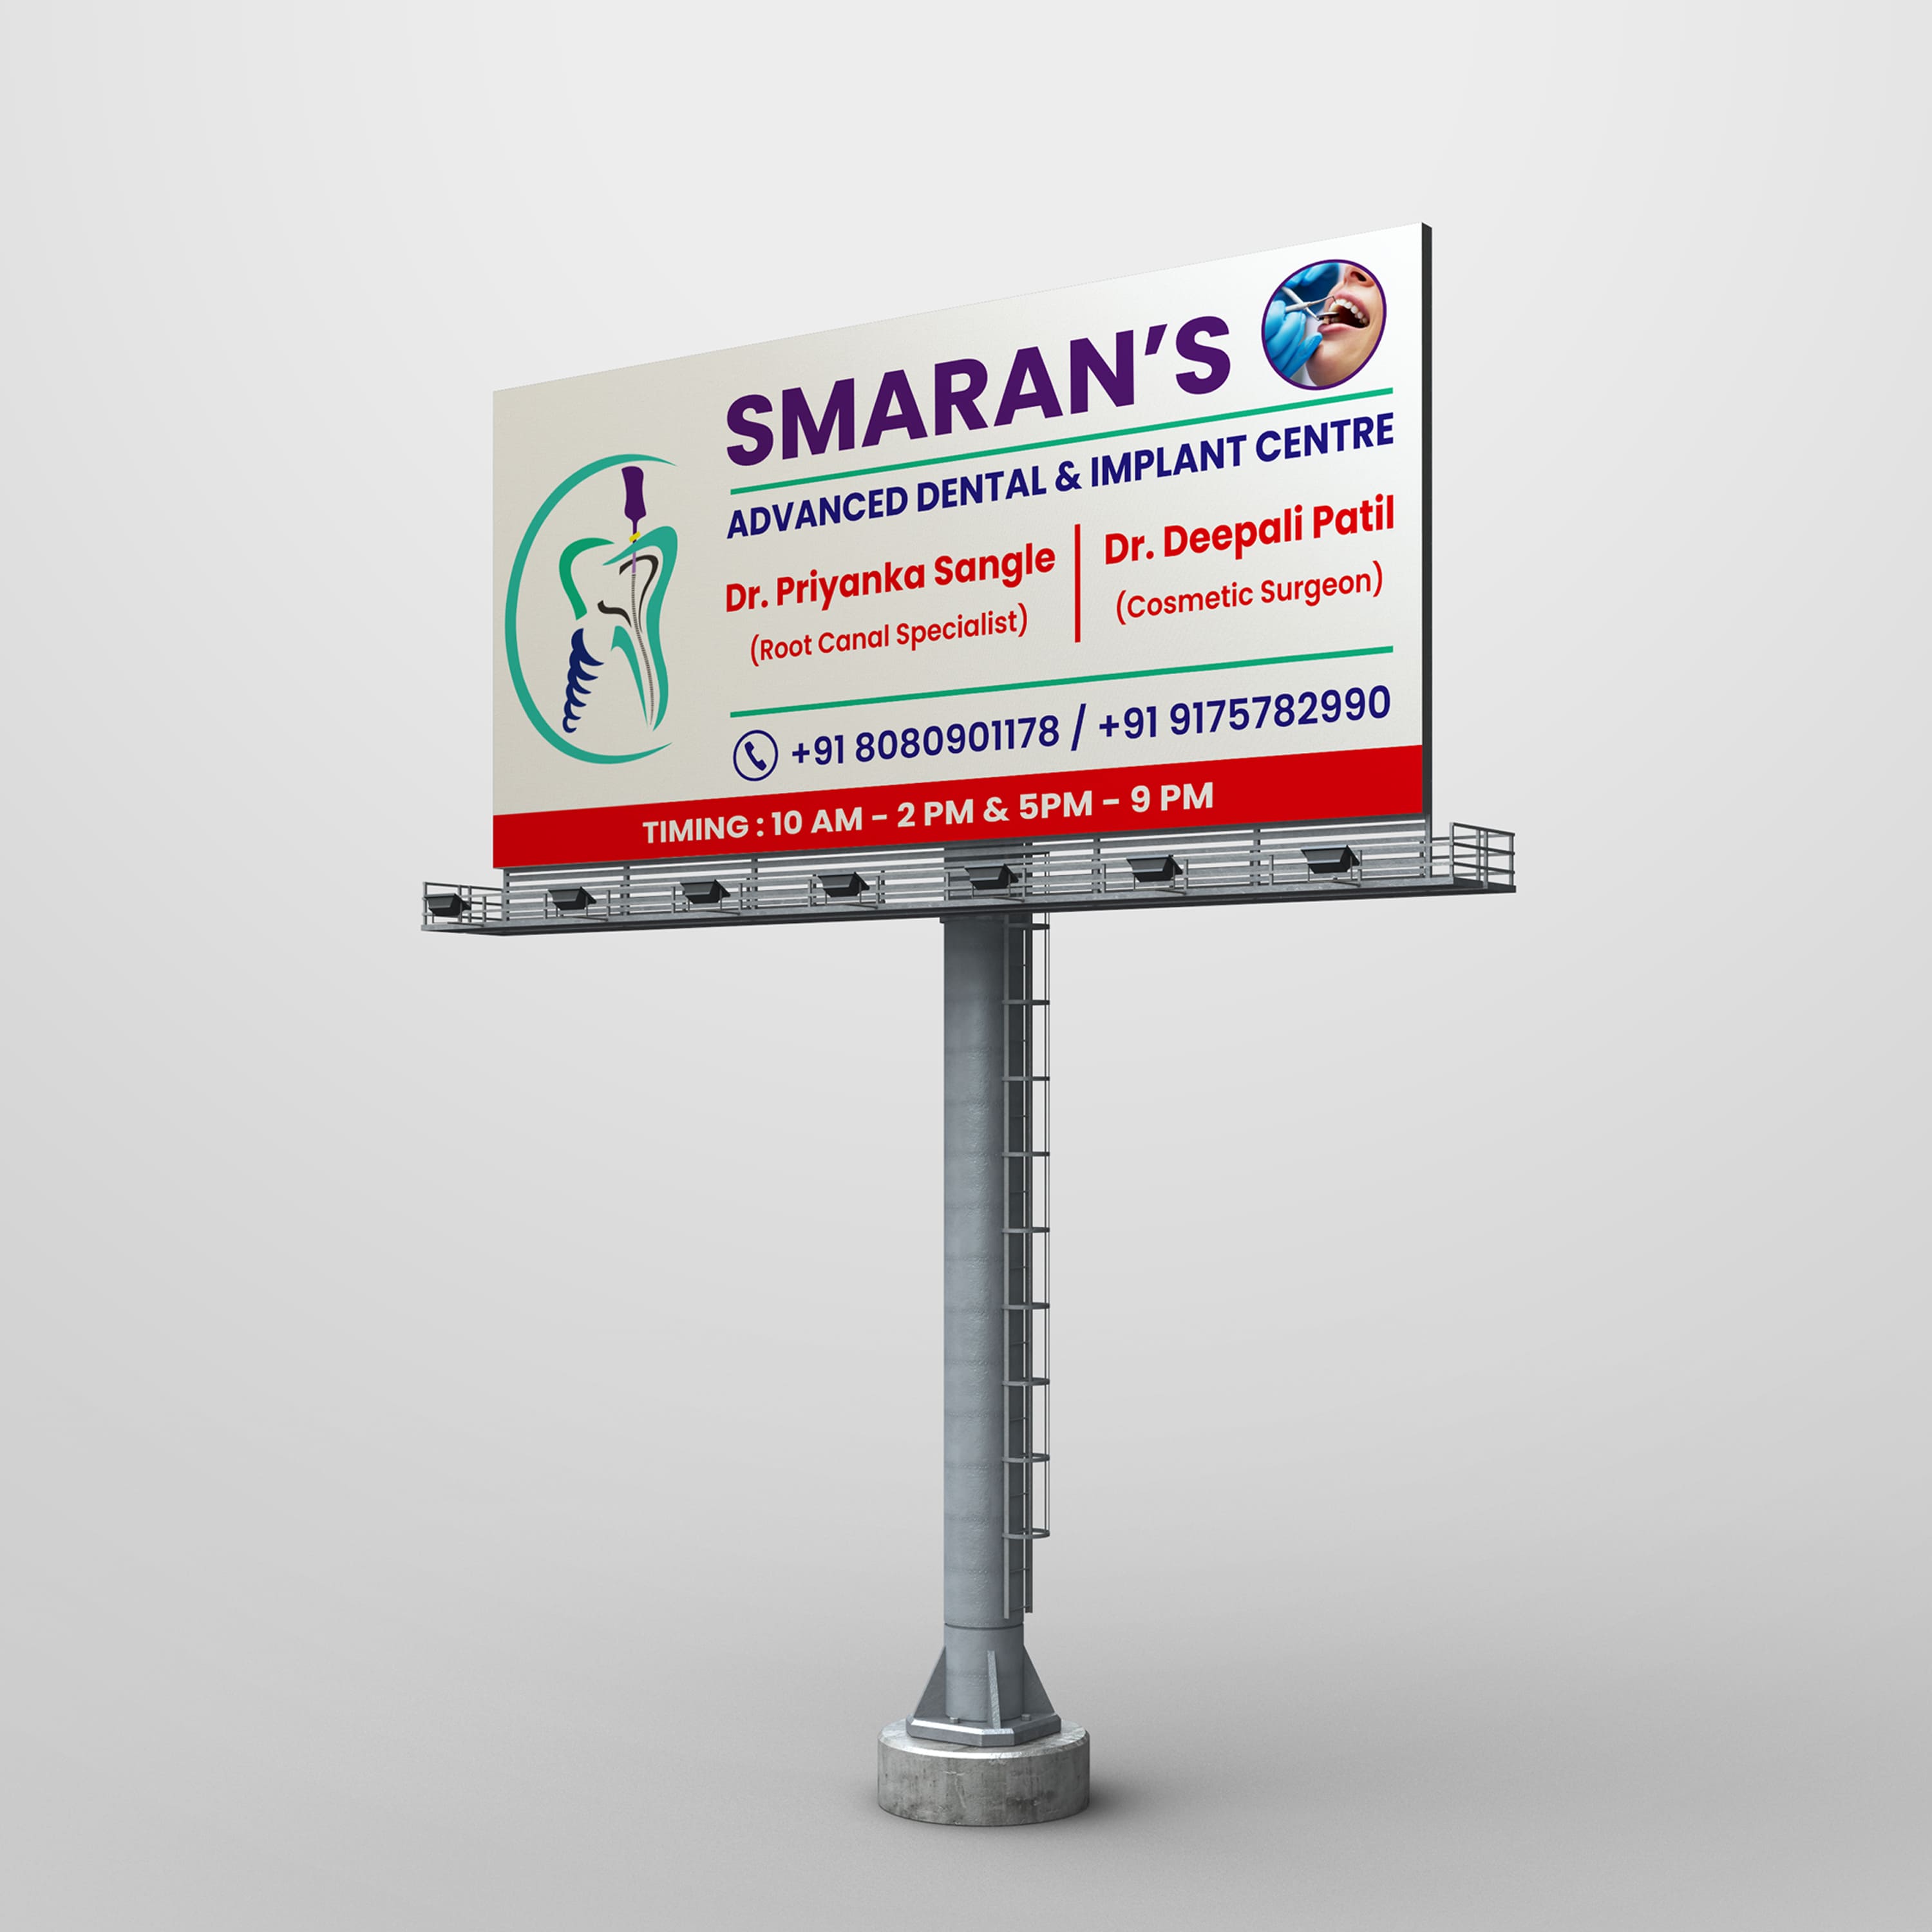 SMARAN'S
ADVANCED DENTAL & IMPLANT CENTRE
Dr. Priyanka Sangle
(Root Canal Specialist)
Dr. Deepali Patil
(Cosmetic Surgeon)
+91 8080901178 / +91 9175782990
TIMING : 10 AM - 2 PM & 5PM - 9 PM